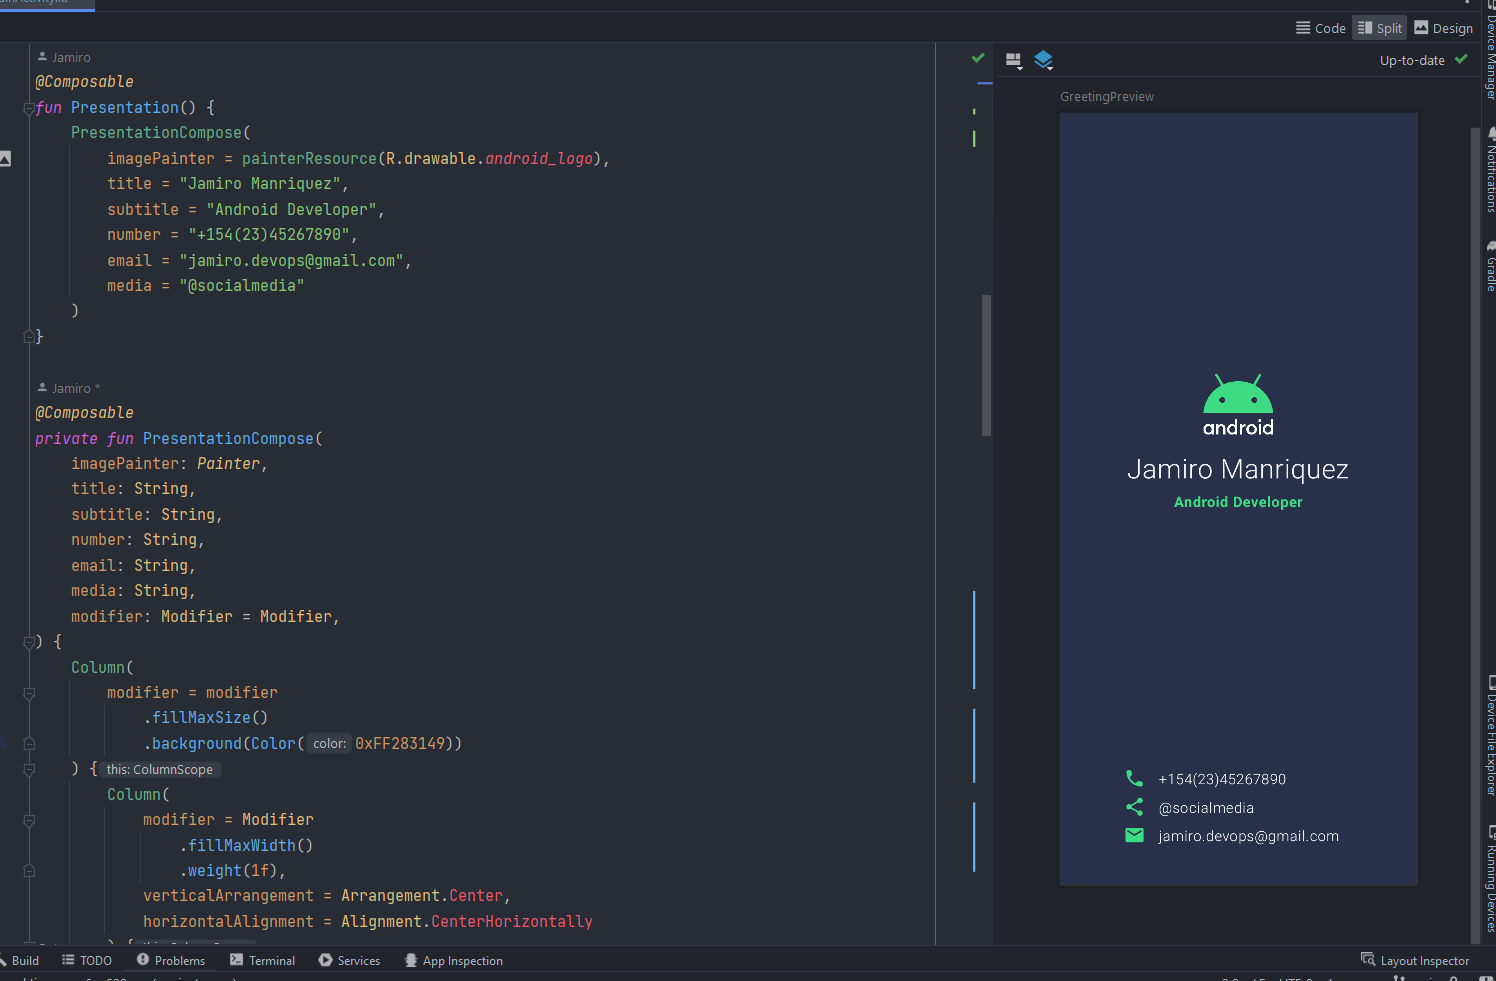 Code Split Design
Jamiro
@Composable
fun Presentation() {
PresentationCompose(
imagePainter = painterResource(R.drawable.android_logo),
title = "Jamiro Manriquez",
subtitle = "Android Developer",
number = "+154(23)45267890",
email = "jamiro.devops@gmail.com",
media = "@socialmedia"
)
}
Jamiro *
@Composable
private fun PresentationCompose(
imagePainter: Painter,
title: String,
subtitle: String,
number: String,
email: String,
media: String,
modifier: Modifier = Modifier,
) {
Column(
modifier = modifier
.fillMaxSize()
.background(Color( color: 0xFF283149))
) { this: ColumnScope
Column(
modifier = Modifier
.fillMaxWidth()
.weight(1f),
verticalArrangement = Arrangement.Center,
horizontalAlignment = Alignment.CenterHorizontally
Up-to-date
GreetingPreview
android
Jamiro Manriquez
Android Developer
+154(23)45267890
@socialmedia
jamiro.devops@gmail.com
Device Manager
Notifications
Gradle
Device File Explorer
Running Devices
Build TODO Problems Terminal Services App Inspection Layout Inspector